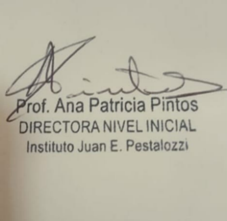 Prof. Ana Patricia Pintos
DIRECTORA NIVEL INICIAL
Instituto Juan E. Pestalozzi